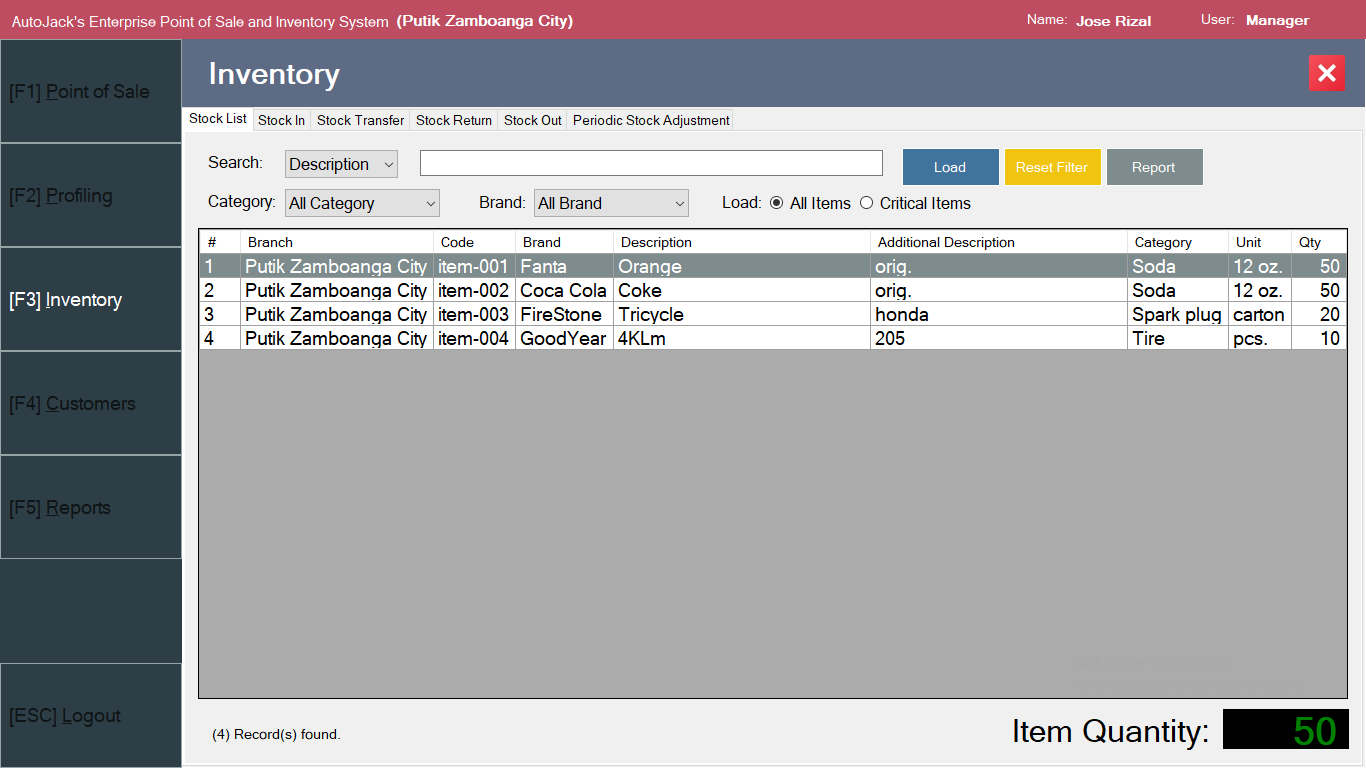 AutoJack's Enterprise Point of Sale and Inventory System (Putik Zamboanga City) Name: Jose Rizal User: Manager
[F1] Point of Sale
[F2] Profiling
[F3] Inventory
[F4] Customers
[F5] Reports
[ESC] Logout
Inventory
Stock List Stock In Stock Transfer Stock Return Stock Out Periodic Stock Adjustment
Search: Description Load Reset Filter Report
Category: All Category Brand: All Brand Load: All Items Critical Items
# Branch Code Brand Description Additional Description Category Unit Qty
1 Putik Zamboanga City item-001 Fanta Orange orig. Soda 12 oz. 50
2 Putik Zamboanga City item-002 Coca Cola Coke orig. Soda 12 oz. 50
3 Putik Zamboanga City item-003 FireStone Tricycle honda Spark plug carton 20
4 Putik Zamboanga City item-004 GoodYear 4KLm 205 Tire pcs. 10
(4) Record(s) found. Item Quantity: 50